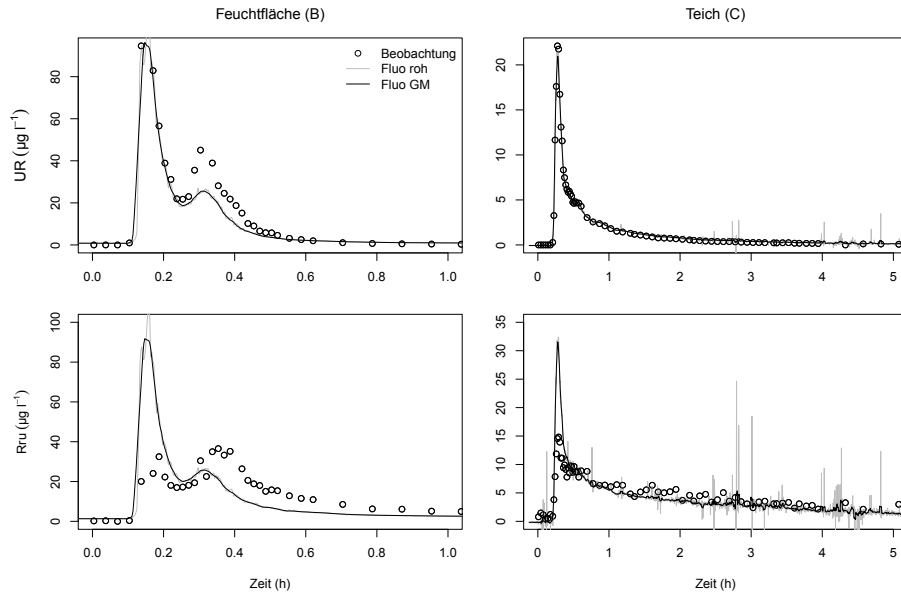 Feuchtfläche (B)
Teich (C)
UR (µg l⁻¹)
0 20 40 60 80
0.0 0.2 0.4 0.6 0.8 1.0
Beobachtung
Fluo roh
Fluo GM
0 5 10 15 20
0 1 2 3 4 5
Rru (µg l⁻¹)
0 20 40 60 80 100
0.0 0.2 0.4 0.6 0.8 1.0
Zeit (h)
0 5 10 15 20 25 30 35
0 1 2 3 4 5
Zeit (h)